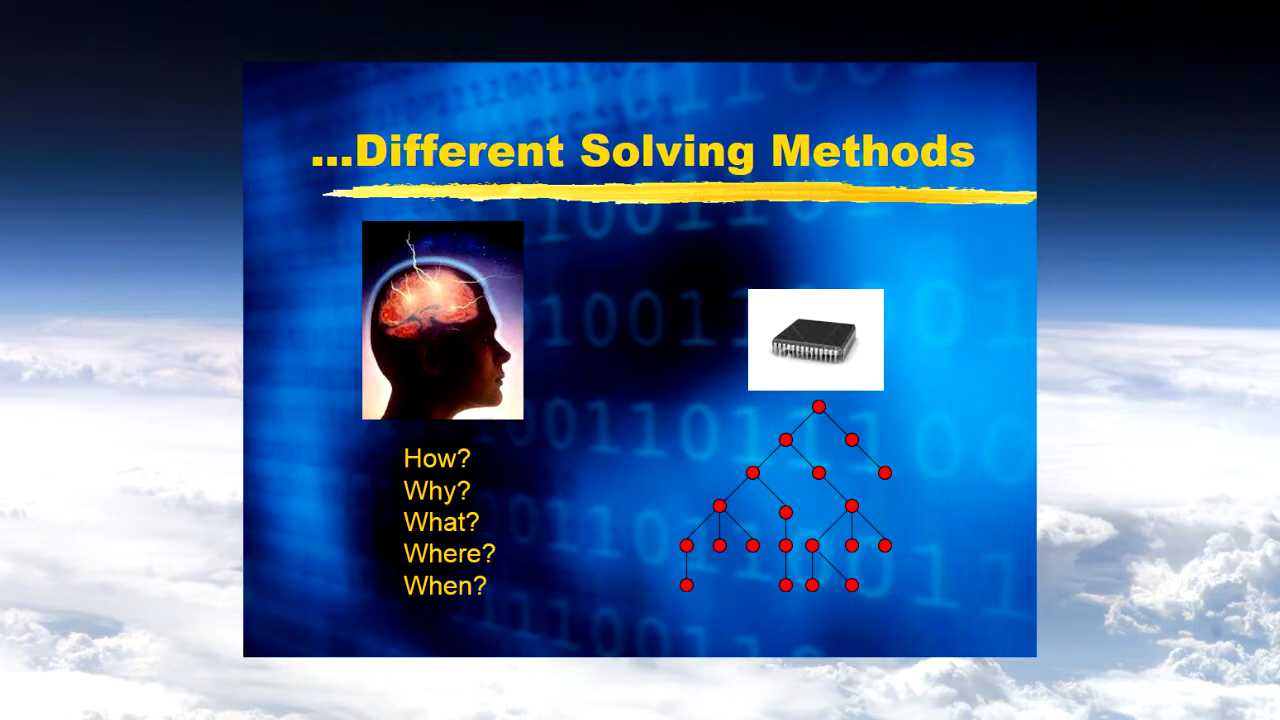 ...Different Solving Methods
How?
Why?
What?
Where?
When?